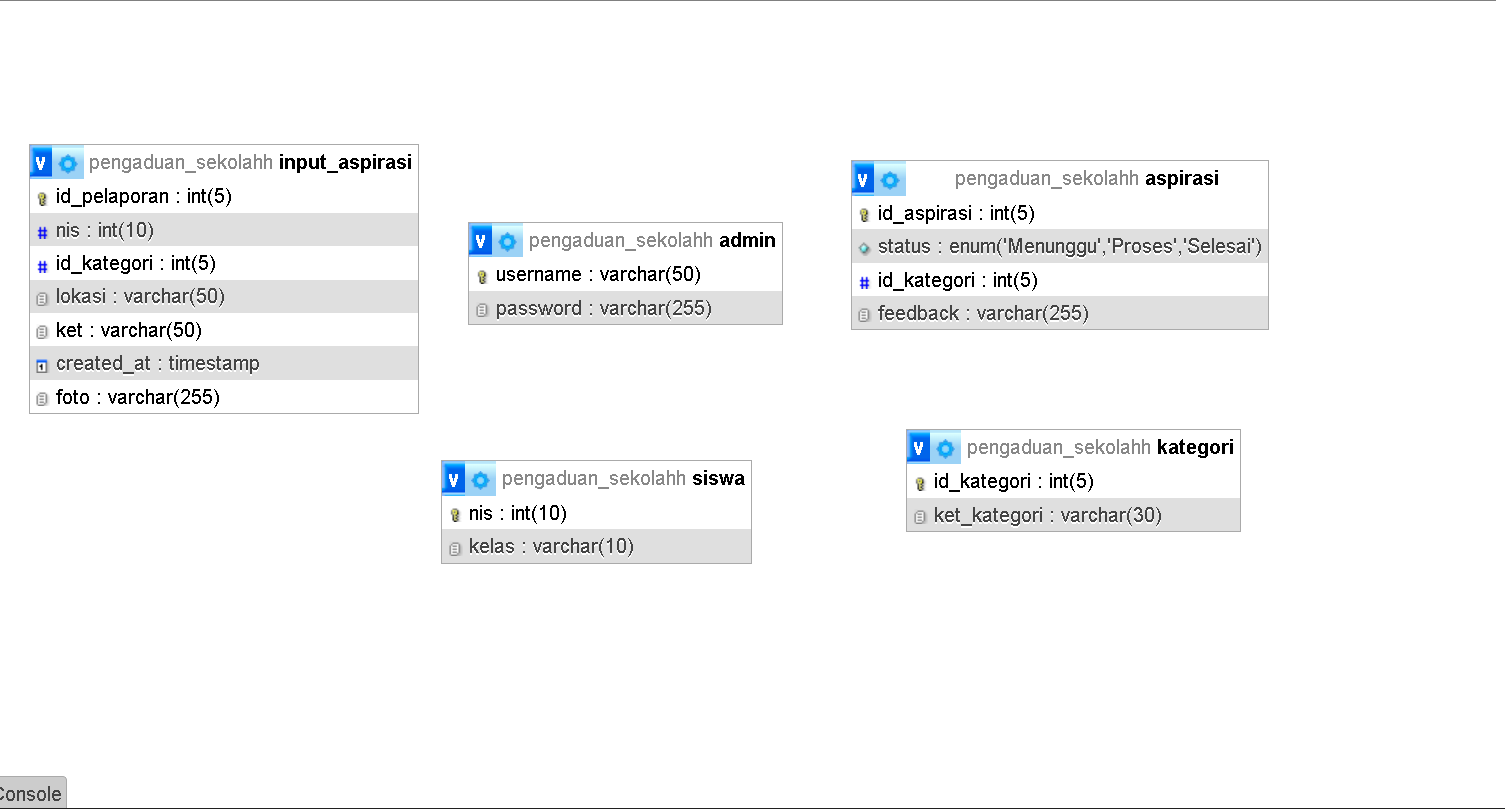 v pengaduan_sekolahh input_aspirasi
id_pelaporan : int(5)
# nis : int(10)
# id_kategori : int(5)
lokasi : varchar(50)
ket : varchar(50)
created_at : timestamp
foto : varchar(255)
v pengaduan_sekolahh admin
username : varchar(50)
password : varchar(255)
v pengaduan_sekolahh aspirasi
id_aspirasi : int(5)
status : enum('Menunggu','Proses','Selesai')
# id_kategori : int(5)
feedback : varchar(255)
v pengaduan_sekolahh siswa
nis : int(10)
kelas : varchar(10)
v pengaduan_sekolahh kategori
id_kategori : int(5)
ket_kategori : varchar(30)
Console